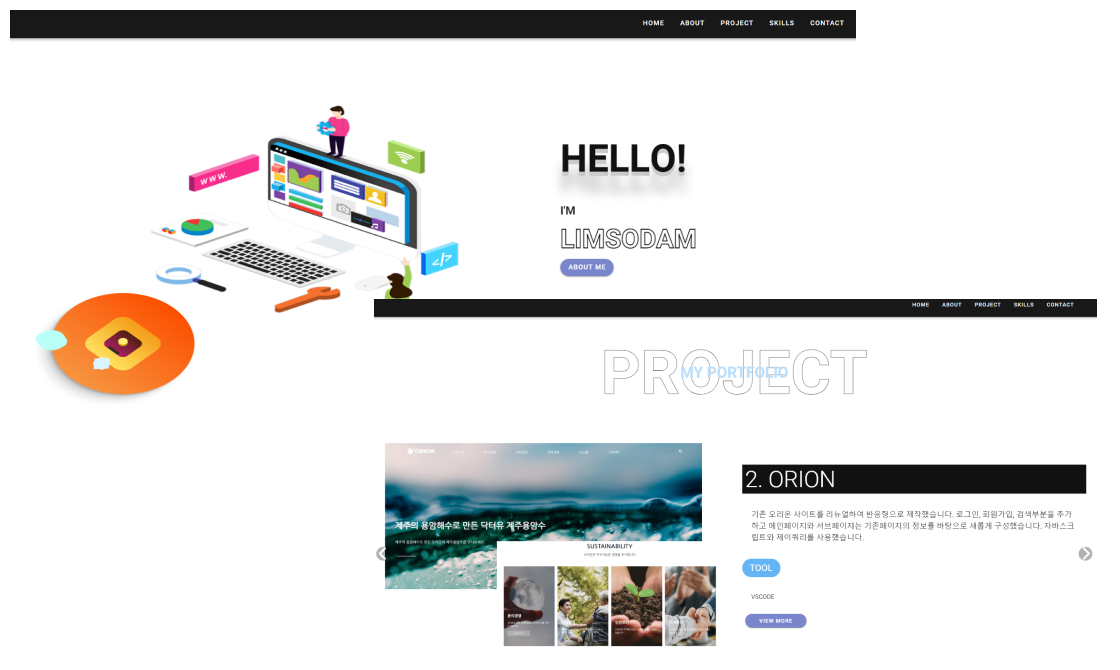 HOME ABOUT PROJECT SKILLS CONTACT
WWW.
</>
HELLO!
I'M
LIMSODAM
ABOUT ME
HOME ABOUT PROJECT SKILLS CONTACT
PROJECT
MY PORTFOLIO
ORION
제주의 용암해수로 만든 닥터유 제주용암수
SUSTAINABILITY
윤리경영
2. ORION
기존 오리온 사이트를 리뉴얼하여 반응형으로 제작했습니다. 로그인, 회원가입, 검색부분을 추가
하고 메인페이지와 서브페이지는 기존페이지의 정보를 바탕으로 새롭게 구성했습니다. 자바스크
립트와 제이쿼리를 사용했습니다.
TOOL
VSCODE
VIEW MORE